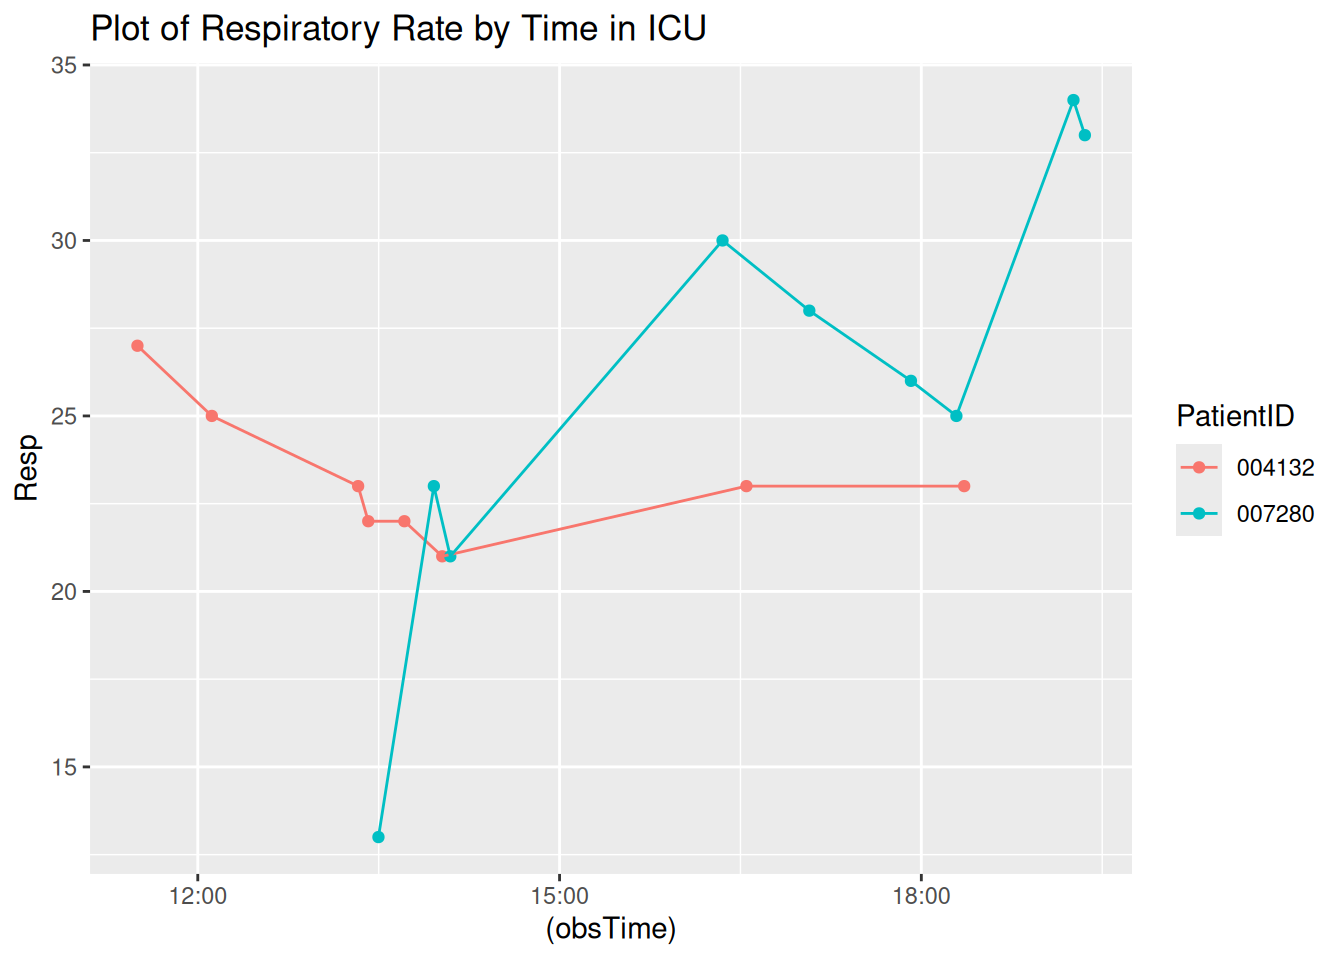 Plot of Respiratory Rate by Time in ICU
35
30
25
20
15
Resp
12:00
15:00
18:00
(obsTime)
PatientID
004132
007280